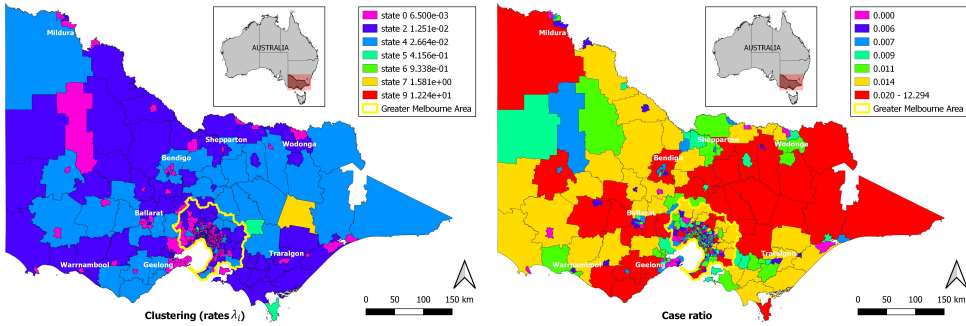 Mildura
Shepparton
Wodonga
Bendigo
Ballarat
Geelong
Warrnambool
Traralgon
AUSTRALIA
state 0 6.500e-03
state 2 1.251e-02
state 4 2.664e-02
state 5 4.156e-01
state 6 9.338e-01
state 7 1.581e+00
state 9 1.224e+01
Greater Melbourne Area
0 50 100 150 km
Clustering (rates λi)
Mildura
Shepparton
Wodonga
Bendigo
Ballarat
Geelong
Warrnambool
Traralgon
AUSTRALIA
0.000
0.006
0.007
0.009
0.011
0.014
0.020 - 12.294
Greater Melbourne Area
0 50 100 150 km
Case ratio